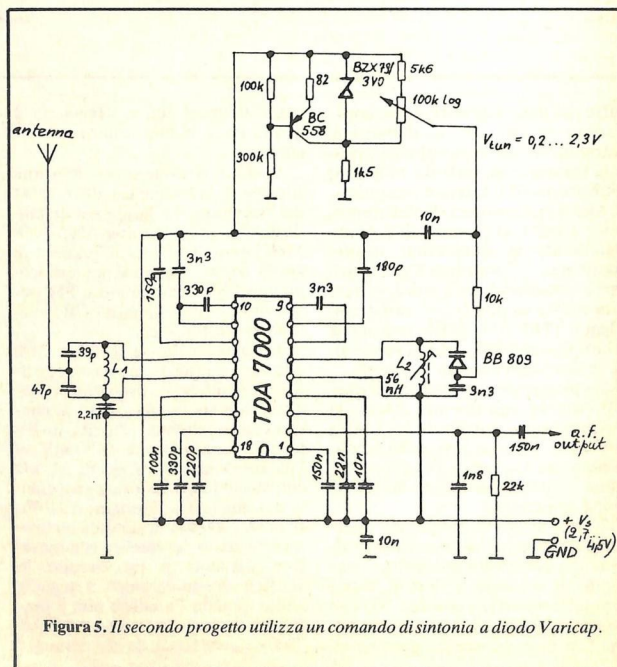 BZX79/
3V0
5k6
100k
82
100k log
antenna
BC
558
V tun = 0,2 ... 2,3V
300k
1k5
10n
3n3
150p
180p
330p
3n3
10k
10
9
39p
L1
TDA 7000
L2
56
nH
BB 809
47p
2,2nf
3n3
a.f.
output
150n
18
1
100n
330p
220p
150n
22n
10n
1n8
22k
+ Vs
(2,7...
4,5V)
GND
10n
Figura 5. Il secondo progetto utilizza un comando di sintonia a diodo Varicap.